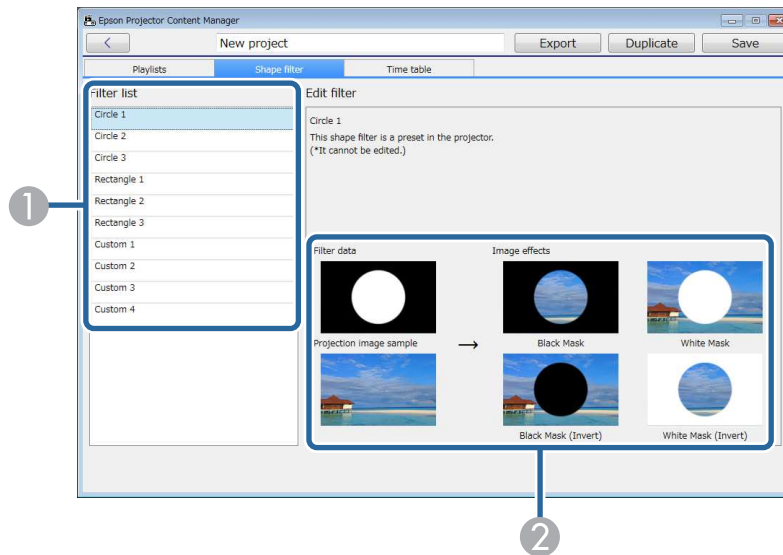 Epson Projector Content Manager
New project
Export
Duplicate
Save
Playlists
Shape filter
Time table
Filter list
Circle 1
Circle 2
Circle 3
Rectangle 1
Rectangle 2
Rectangle 3
Custom 1
Custom 2
Custom 3
Custom 4
Edit filter
Circle 1
This shape filter is a preset in the projector.
(*It cannot be edited.)
Filter data
Image effects
Projection image sample
→
Black Mask
White Mask
Black Mask (Invert)
White Mask (Invert)
1
2